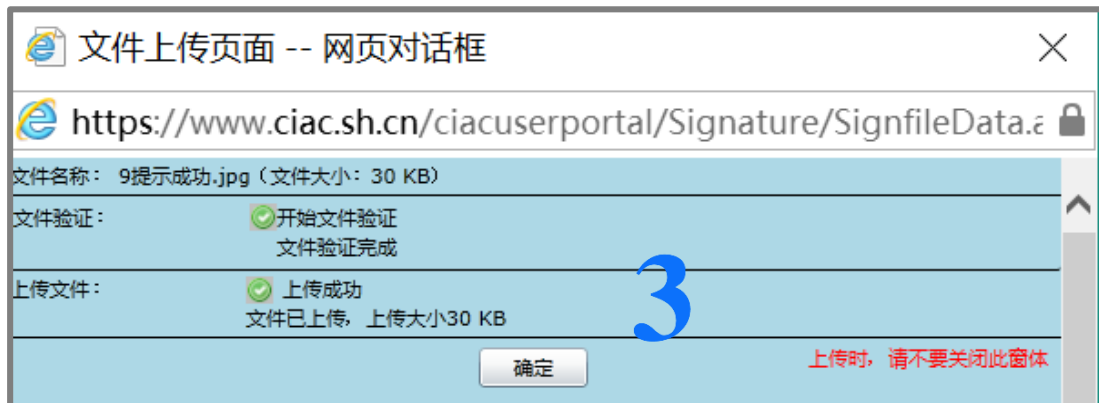 文件上传页面 -- 网页对话框
https://www.ciac.sh.cn/ciacuserportal/Signature/SignfileData.a
文件名称： 9提示成功.jpg（文件大小：30 KB）
文件验证： 开始文件验证
文件验证完成
上传文件： 上传成功
文件已上传，上传大小30 KB
3
确定 上传时，请不要关闭此窗体